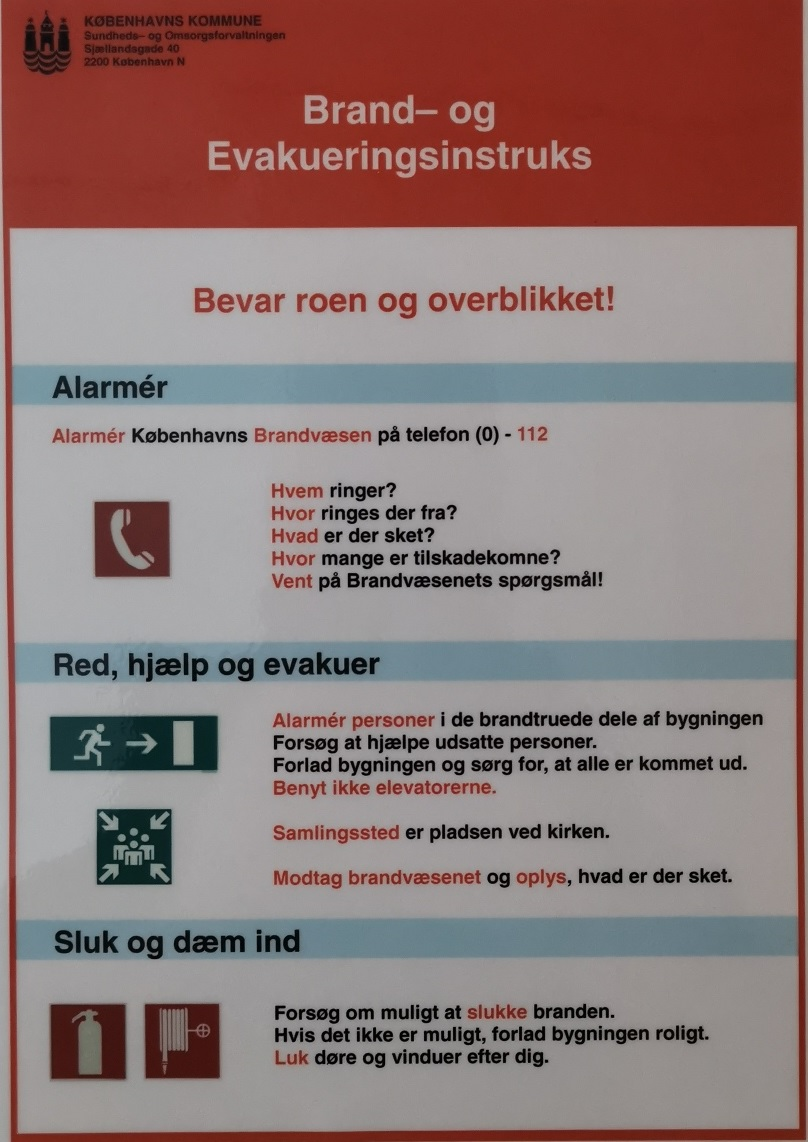 KØBENHAVNS KOMMUNE
Sundheds– og Omsorgsforvaltningen
Sjællandsgade 40
2200 København N
Brand– og
Evakueringsinstruks
Bevar roen og overblikket!
Alarmér
Alarmér Københavns Brandvæsen på telefon (0) - 112
Hvem ringer?
Hvor ringes der fra?
Hvad er der sket?
Hvor mange er tilskadekomne?
Vent på Brandvæsenets spørgsmål!
Red, hjælp og evakuer
Alarmér personer i de brandtruede dele af bygningen
Forsøg at hjælpe udsatte personer.
Forlad bygningen og sørg for, at alle er kommet ud.
Benyt ikke elevatorerne.
Samlingssted er pladsen ved kirken.
Modtag brandvæsenet og oplys, hvad er der sket.
Sluk og dæm ind
Forsøg om muligt at slukke branden.
Hvis det ikke er muligt, forlad bygningen roligt.
Luk døre og vinduer efter dig.